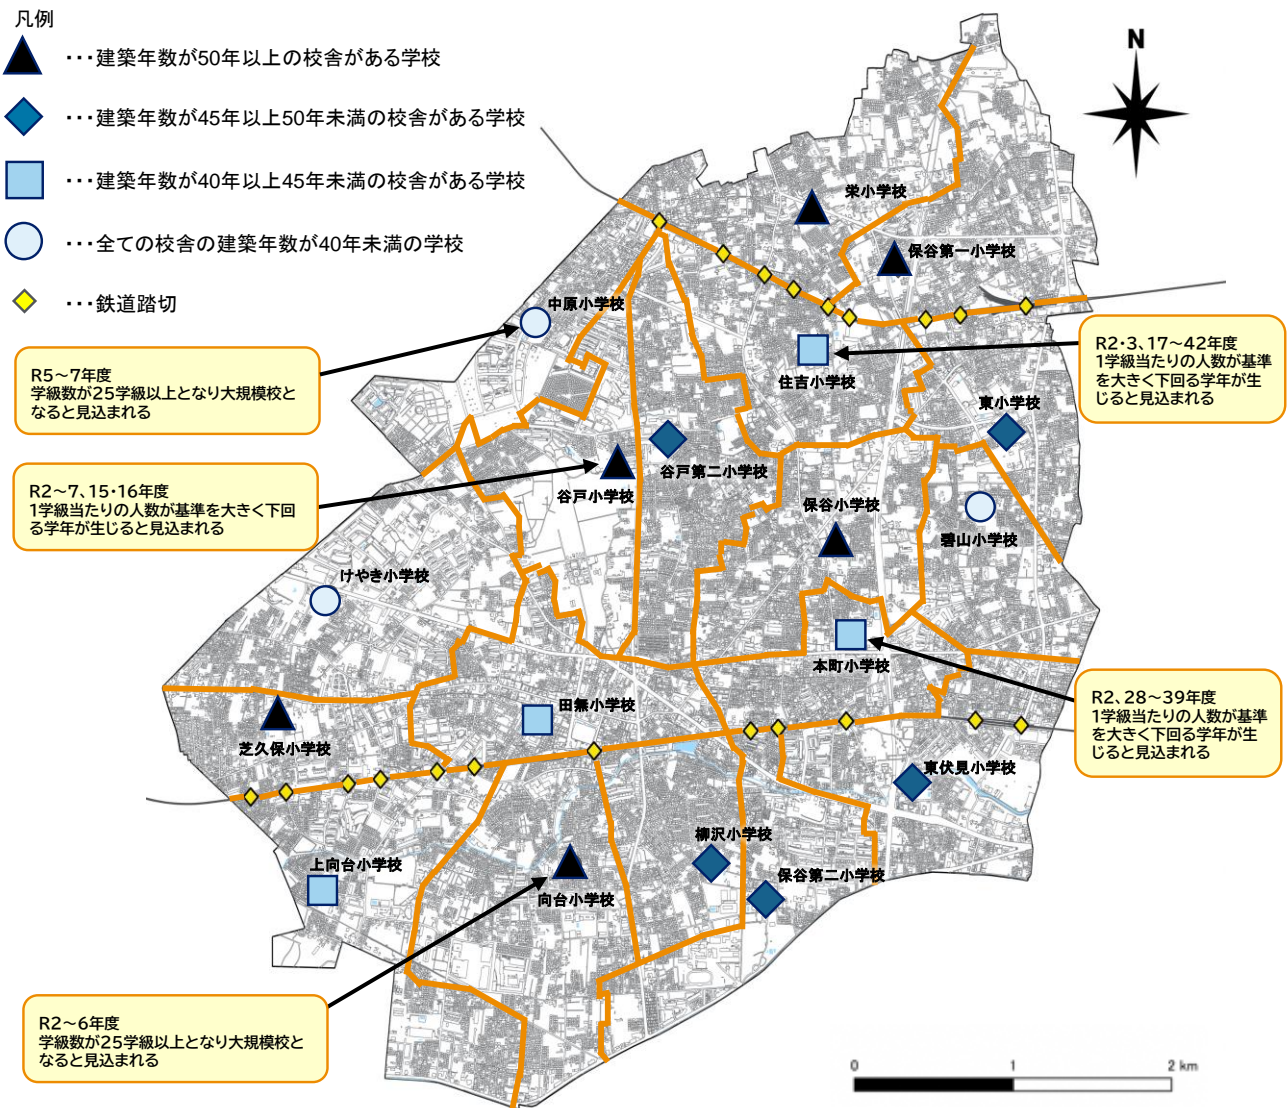 凡例
・・・建築年数が50年以上の校舎がある学校
・・・建築年数が45年以上50年未満の校舎がある学校
・・・建築年数が40年以上45年未満の校舎がある学校
・・・全ての校舎の建築年数が40年未満の学校
・・・鉄道踏切
N
栄小学校
保谷第一小学校
中原小学校
R5~7年度
学級数が25学級以上となり大規模校と
なると見込まれる
R2・3、17~42年度
1学級当たりの人数が基準
を大きく下回る学年が生
じると見込まれる
住吉小学校
東小学校
谷戸第二小学校
谷戸小学校
R2~7、15・16年度
1学級当たりの人数が基準を大きく下回
る学年が生じると見込まれる
保谷小学校
碧山小学校
けやき小学校
本町小学校
R2、28~39年度
1学級当たりの人数が基準
を大きく下回る学年が生
じると見込まれる
田無小学校
芝久保小学校
東伏見小学校
柳沢小学校
保谷第二小学校
上向台小学校
向台小学校
R2~6年度
学級数が25学級以上となり大規模校と
なると見込まれる
0 1 2 km